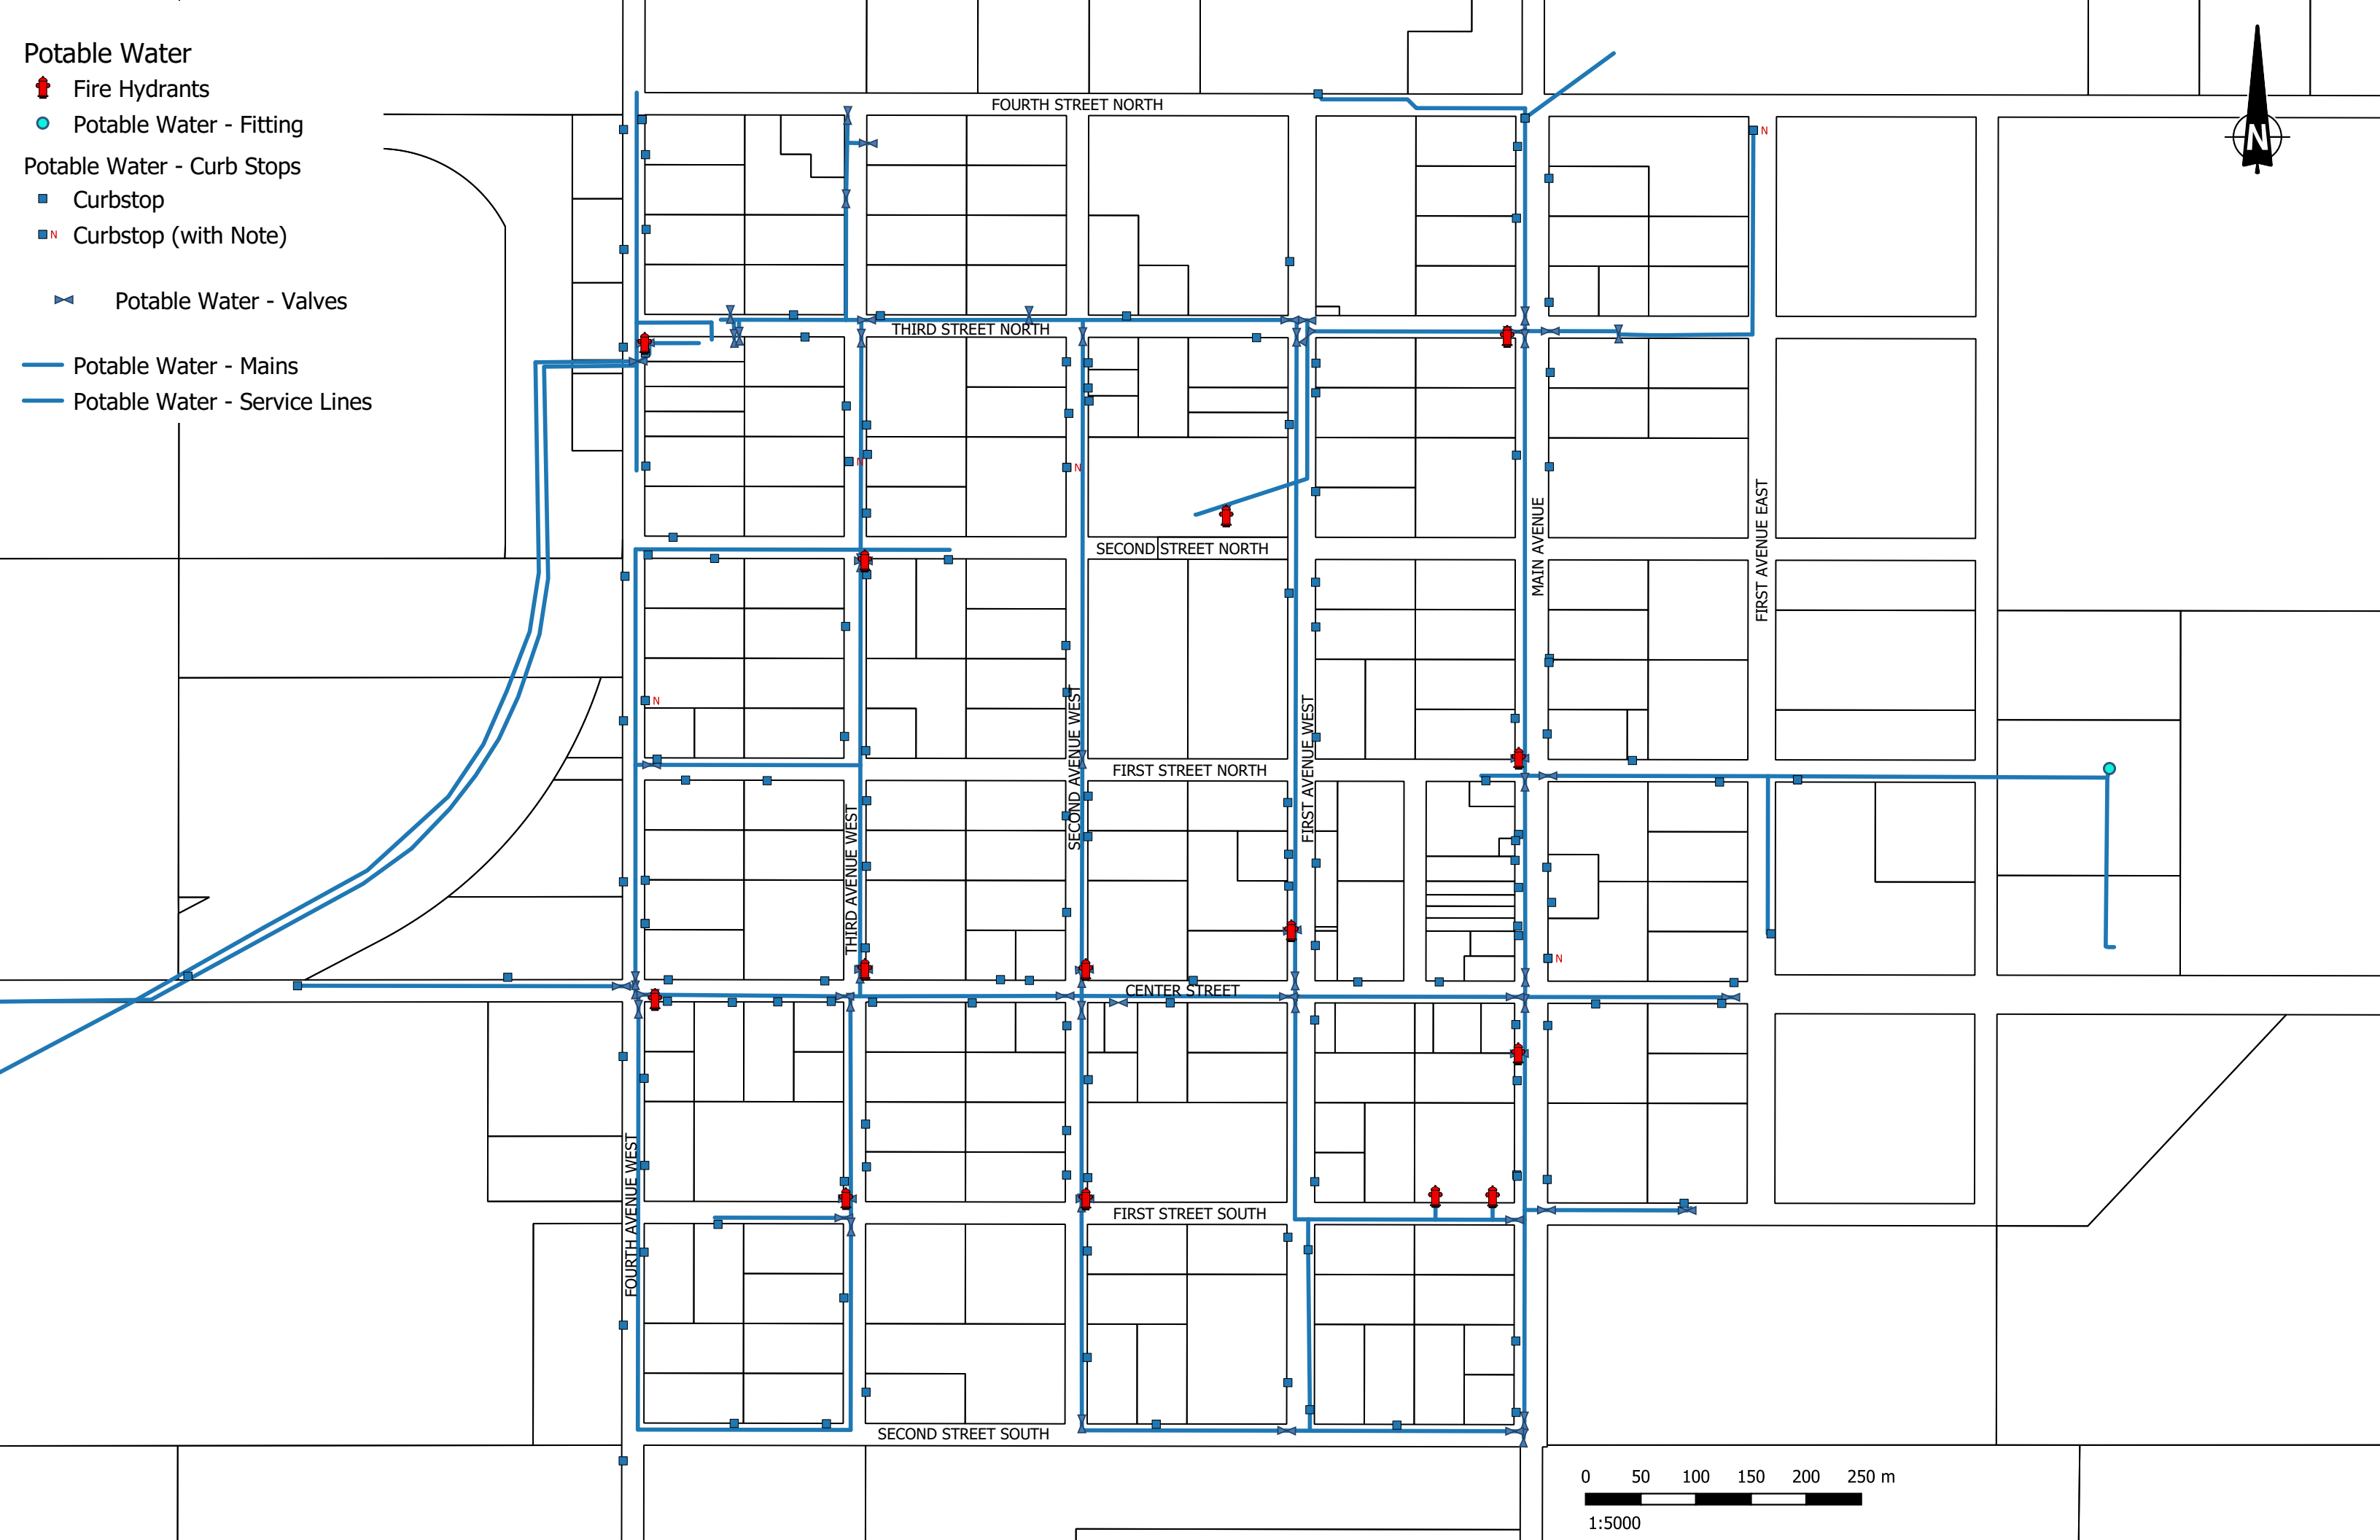 Potable Water
Fire Hydrants
Potable Water - Fitting
Potable Water - Curb Stops
Curbstop
N
Curbstop (with Note)
Potable Water - Valves
Potable Water - Mains
Potable Water - Service Lines
N
FOURTH STREET NORTH
N
THIRD STREET NORTH
N
N
SECOND STREET NORTH
MAIN AVENUE
FIRST AVENUE EAST
N
SECOND AVENUE WEST
FIRST AVENUE WEST
FIRST STREET NORTH
THIRD AVENUE WEST
N
CENTER STREET
FOURTH AVENUE WEST
FIRST STREET SOUTH
SECOND STREET SOUTH
0 50 100 150 200 250 m
1:5000